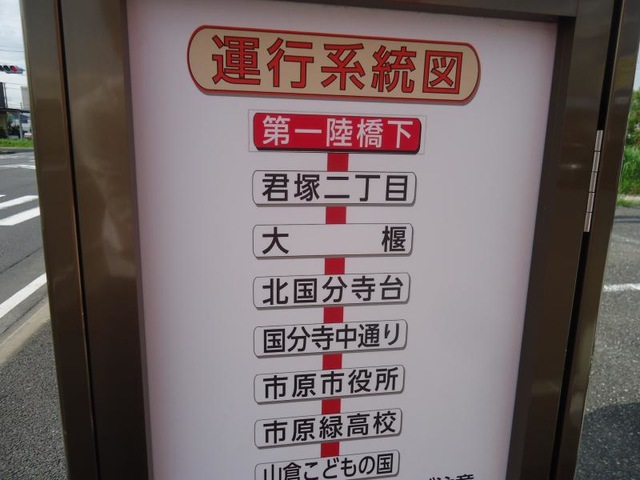 運行系統図
第一陸橋下
君塚二丁目
大 堰
北国分寺台
国分寺中通り
市原市役所
市原緑高校
山倉こどもの国